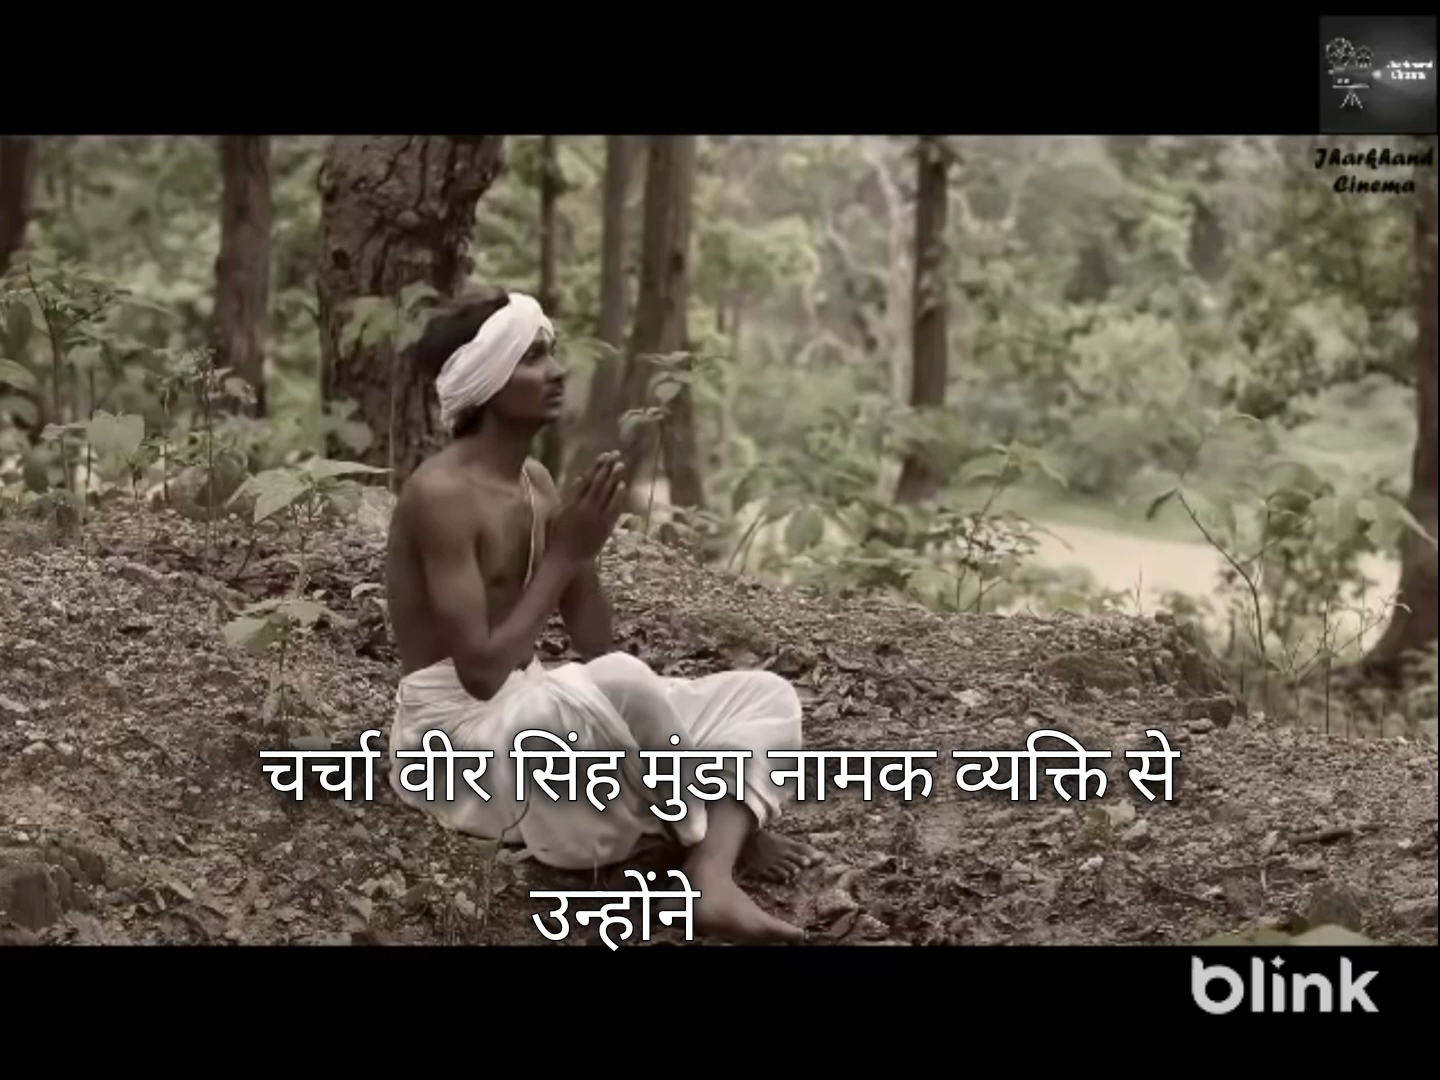 Jharkhand
Cinema
चर्चा वीर सिंह मुंडा नामक व्यक्ति से
उन्होंने
blink